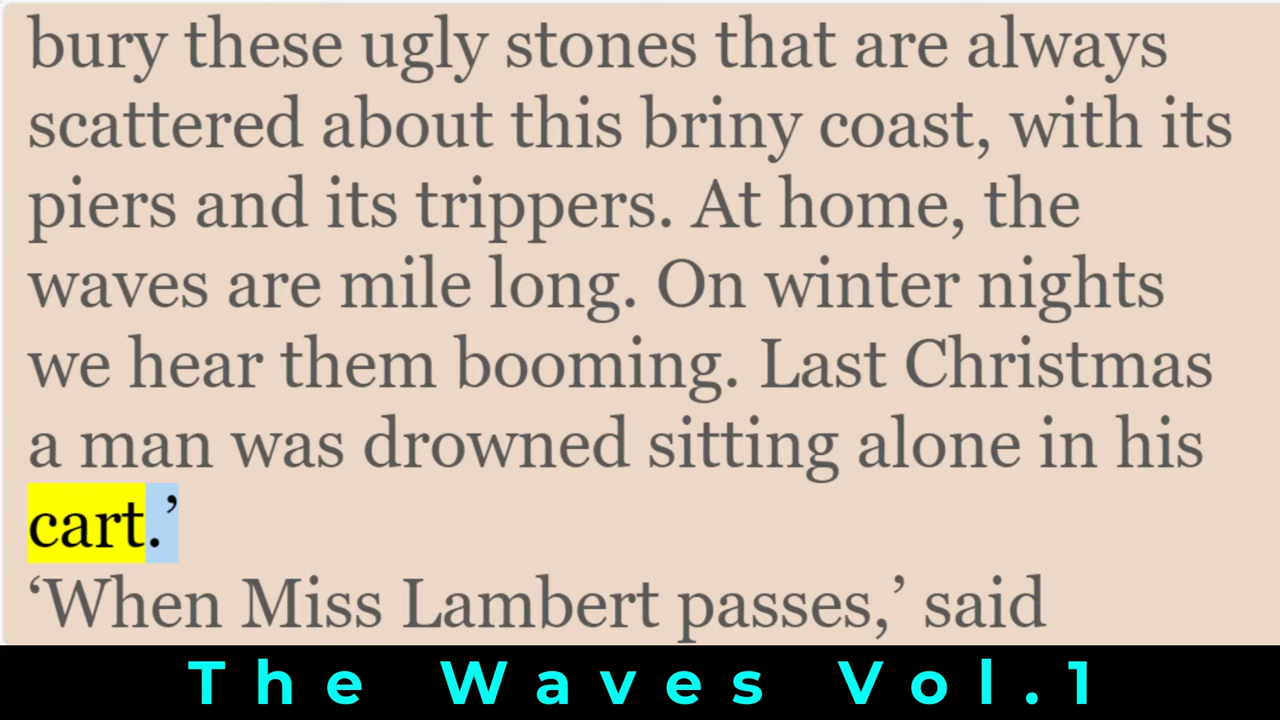 bury these ugly stones that are always
scattered about this briny coast, with its
piers and its trippers. At home, the
waves are mile long. On winter nights
we hear them booming. Last Christmas
a man was drowned sitting alone in his
cart.’
‘When Miss Lambert passes,’ said
The Waves Vol.1